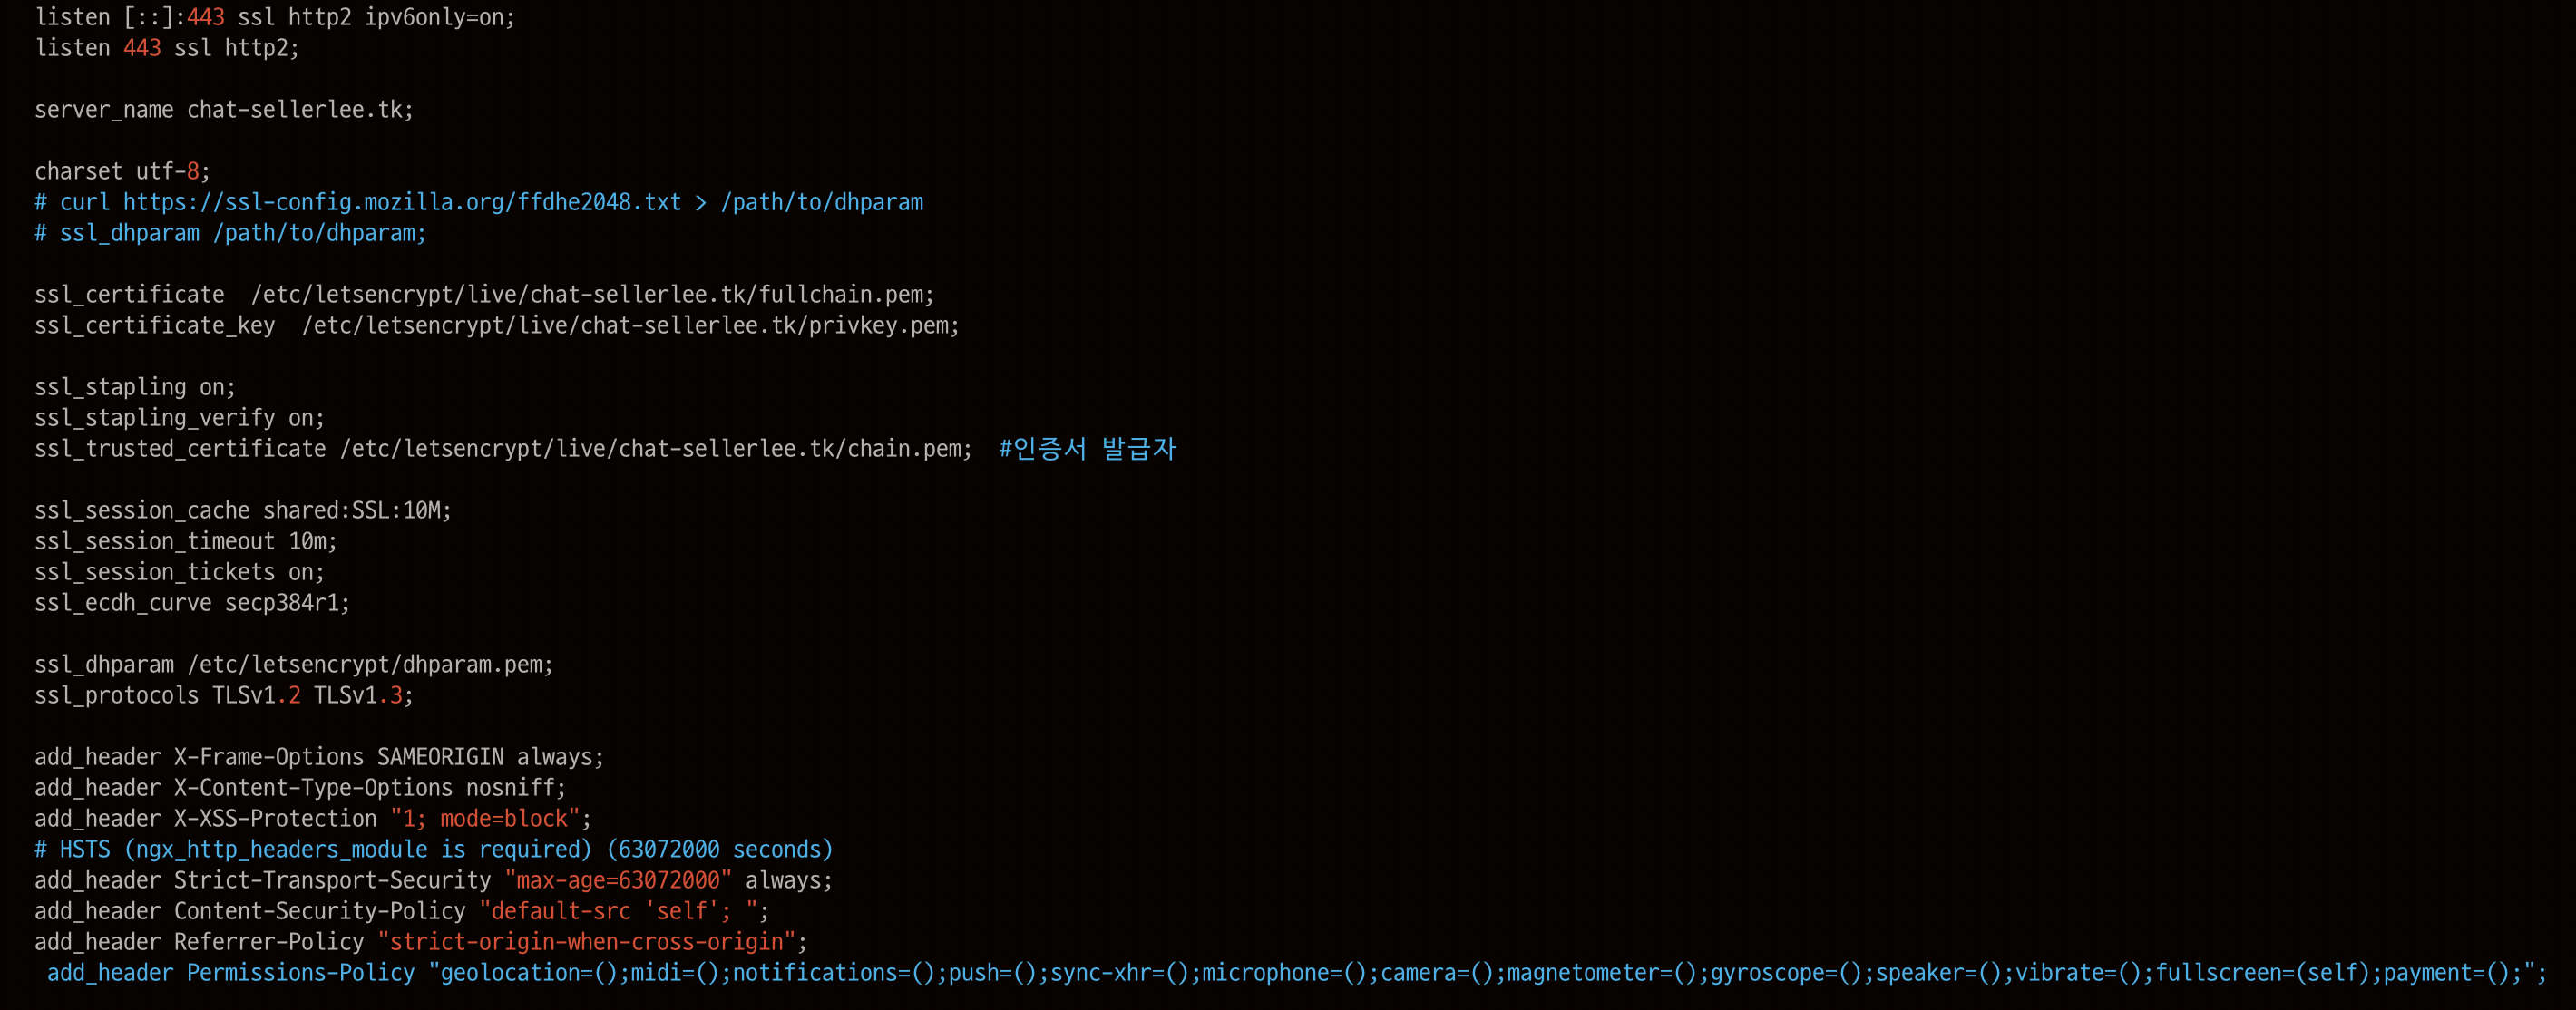 listen [::]:443 ssl http2 ipv6only=on;
listen 443 ssl http2;
server_name chat-sellerlee.tk;
charset utf-8;
# curl https://ssl-config.mozilla.org/ffdhe2048.txt > /path/to/dhparam
# ssl_dhparam /path/to/dhparam;
ssl_certificate  /etc/letsencrypt/live/chat-sellerlee.tk/fullchain.pem;
ssl_certificate_key  /etc/letsencrypt/live/chat-sellerlee.tk/privkey.pem;
ssl_stapling on;
ssl_stapling_verify on;
ssl_trusted_certificate /etc/letsencrypt/live/chat-sellerlee.tk/chain.pem;  #인증서 발급자
ssl_session_cache shared:SSL:10M;
ssl_session_timeout 10m;
ssl_session_tickets on;
ssl_ecdh_curve secp384r1;
ssl_dhparam /etc/letsencrypt/dhparam.pem;
ssl_protocols TLSv1.2 TLSv1.3;
add_header X-Frame-Options SAMEORIGIN always;
add_header X-Content-Type-Options nosniff;
add_header X-XSS-Protection "1; mode=block";
# HSTS (ngx_http_headers_module is required) (63072000 seconds)
add_header Strict-Transport-Security "max-age=63072000" always;
add_header Content-Security-Policy "default-src 'self'; ";
add_header Referrer-Policy "strict-origin-when-cross-origin";
add_header Permissions-Policy "geolocation=();midi=();notifications=();push=();sync-xhr=();microphone=();camera=();magnetometer=();gyroscope=();speaker=();vibrate=();fullscreen=(self);payment=();";